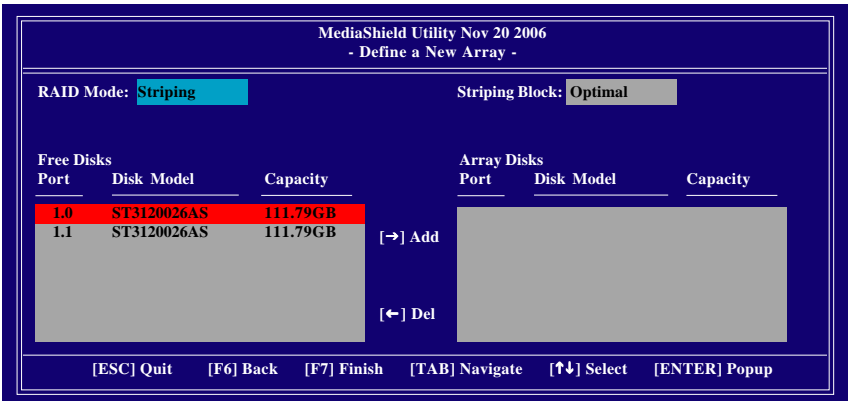 MediaShield Utility Nov 20 2006
- Define a New Array -
RAID Mode: Striping Striping Block: Optimal
Free Disks Array Disks
Port Disk Model Capacity Port Disk Model Capacity
1.0 ST3120026AS 111.79GB
1.1 ST3120026AS 111.79GB
[→] Add
[←] Del
[ESC] Quit [F6] Back [F7] Finish [TAB] Navigate [↑↓] Select [ENTER] Popup